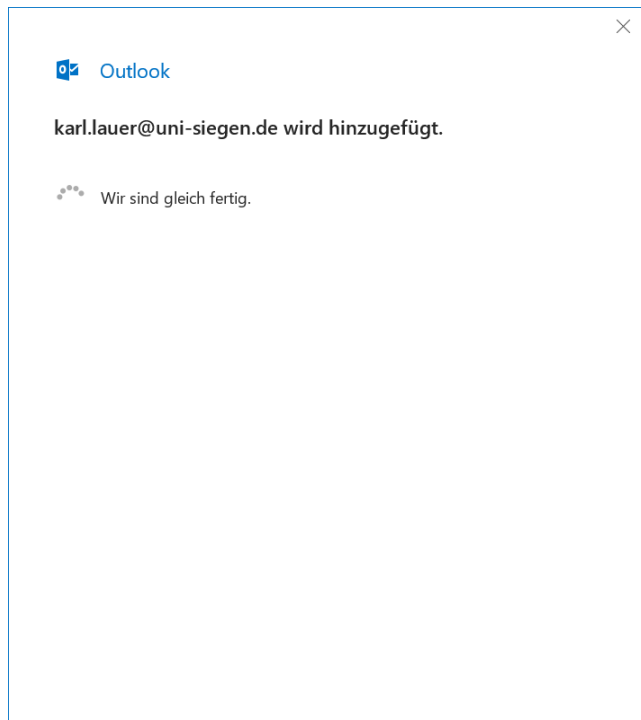 Outlook
karl.lauer@uni-siegen.de wird hinzugefügt.
Wir sind gleich fertig.